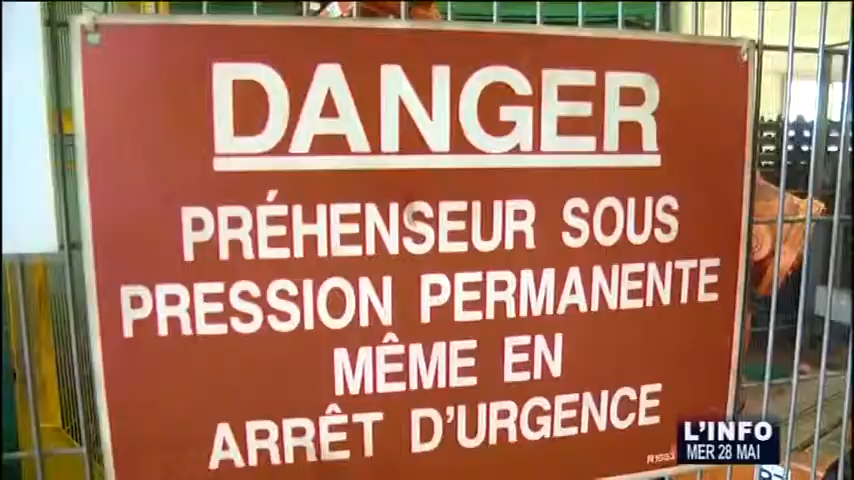 DANGER
PRÉHENSEUR SOUS
PRESSION PERMANENTE
MÊME EN
ARRÊT D'URGENCE
L'INFO
MER 28 MAI